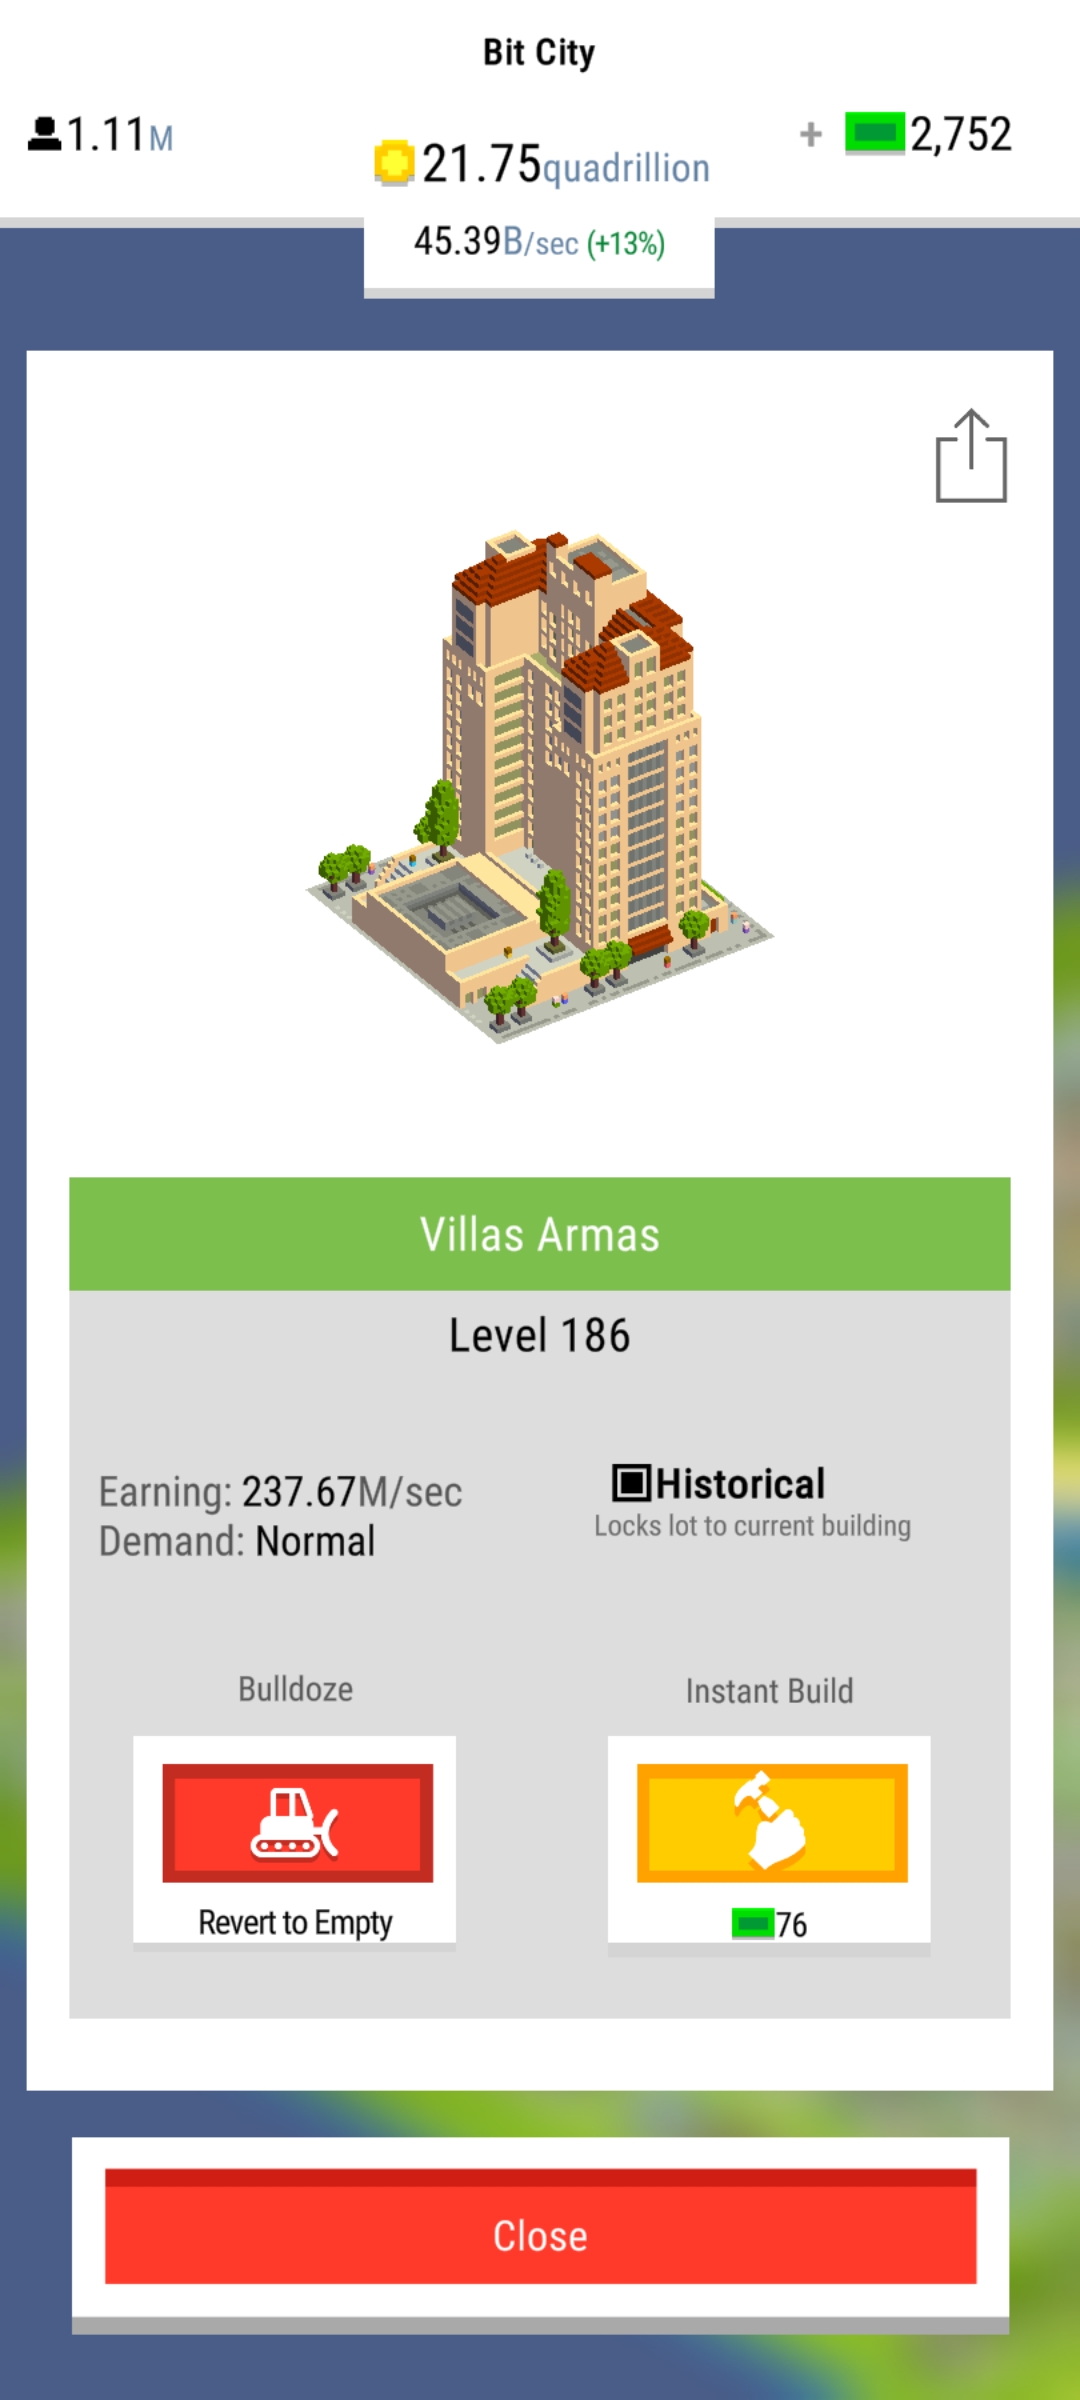 Bit City
1.11M
21.75quadrillion
+ 2,752
45.39B/sec (+13%)
Villas Armas
Level 186
Earning: 237.67M/sec
Demand: Normal
Historical
Locks lot to current building
Bulldoze
Revert to Empty
Instant Build
76
Close